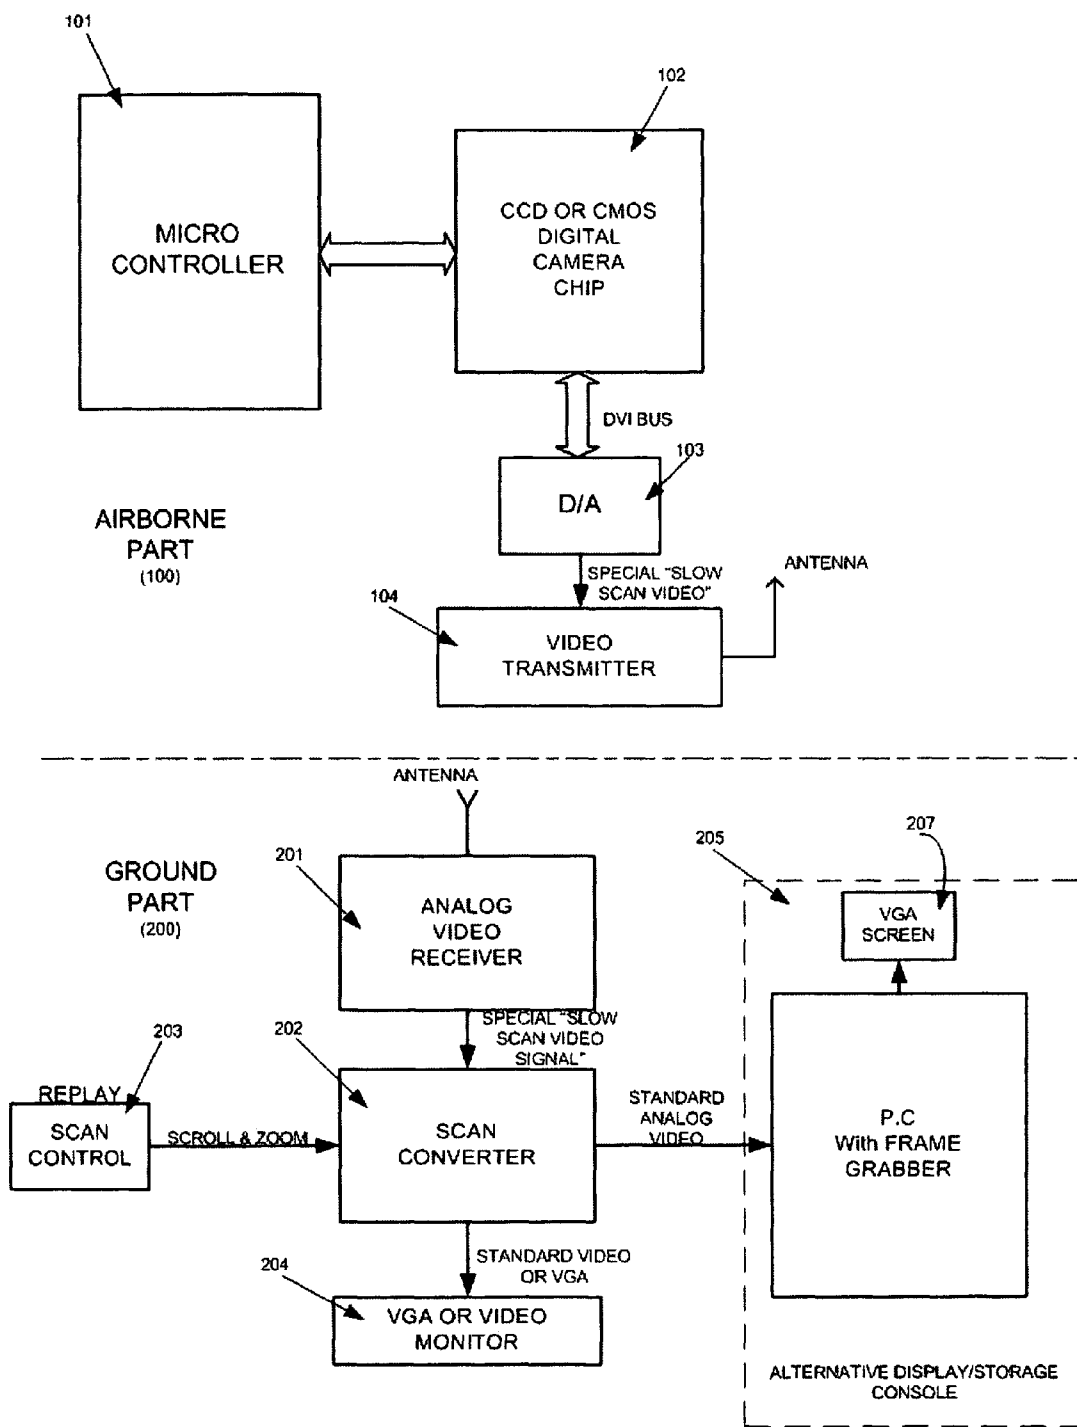 101
102
MICRO
CONTROLLER
CCD OR CMOS
DIGITAL
CAMERA
CHIP
DVI BUS
103
D/A
AIRBORNE
PART
(100)
SPECIAL "SLOW
SCAN VIDEO"
ANTENNA
104
VIDEO
TRANSMITTER
ANTENNA
GROUND
PART
(200)
201
ANALOG
VIDEO
RECEIVER
205
207
VGA
SCREEN
SPECIAL "SLOW
SCAN VIDEO
SIGNAL"
202
203
REPLAY
SCAN
CONTROL
SCROLL & ZOOM
SCAN
CONVERTER
STANDARD
ANALOG
VIDEO
P.C
With FRAME
GRABBER
STANDARD VIDEO
OR VGA
204
VGA OR VIDEO
MONITOR
ALTERNATIVE DISPLAY/STORAGE
CONSOLE